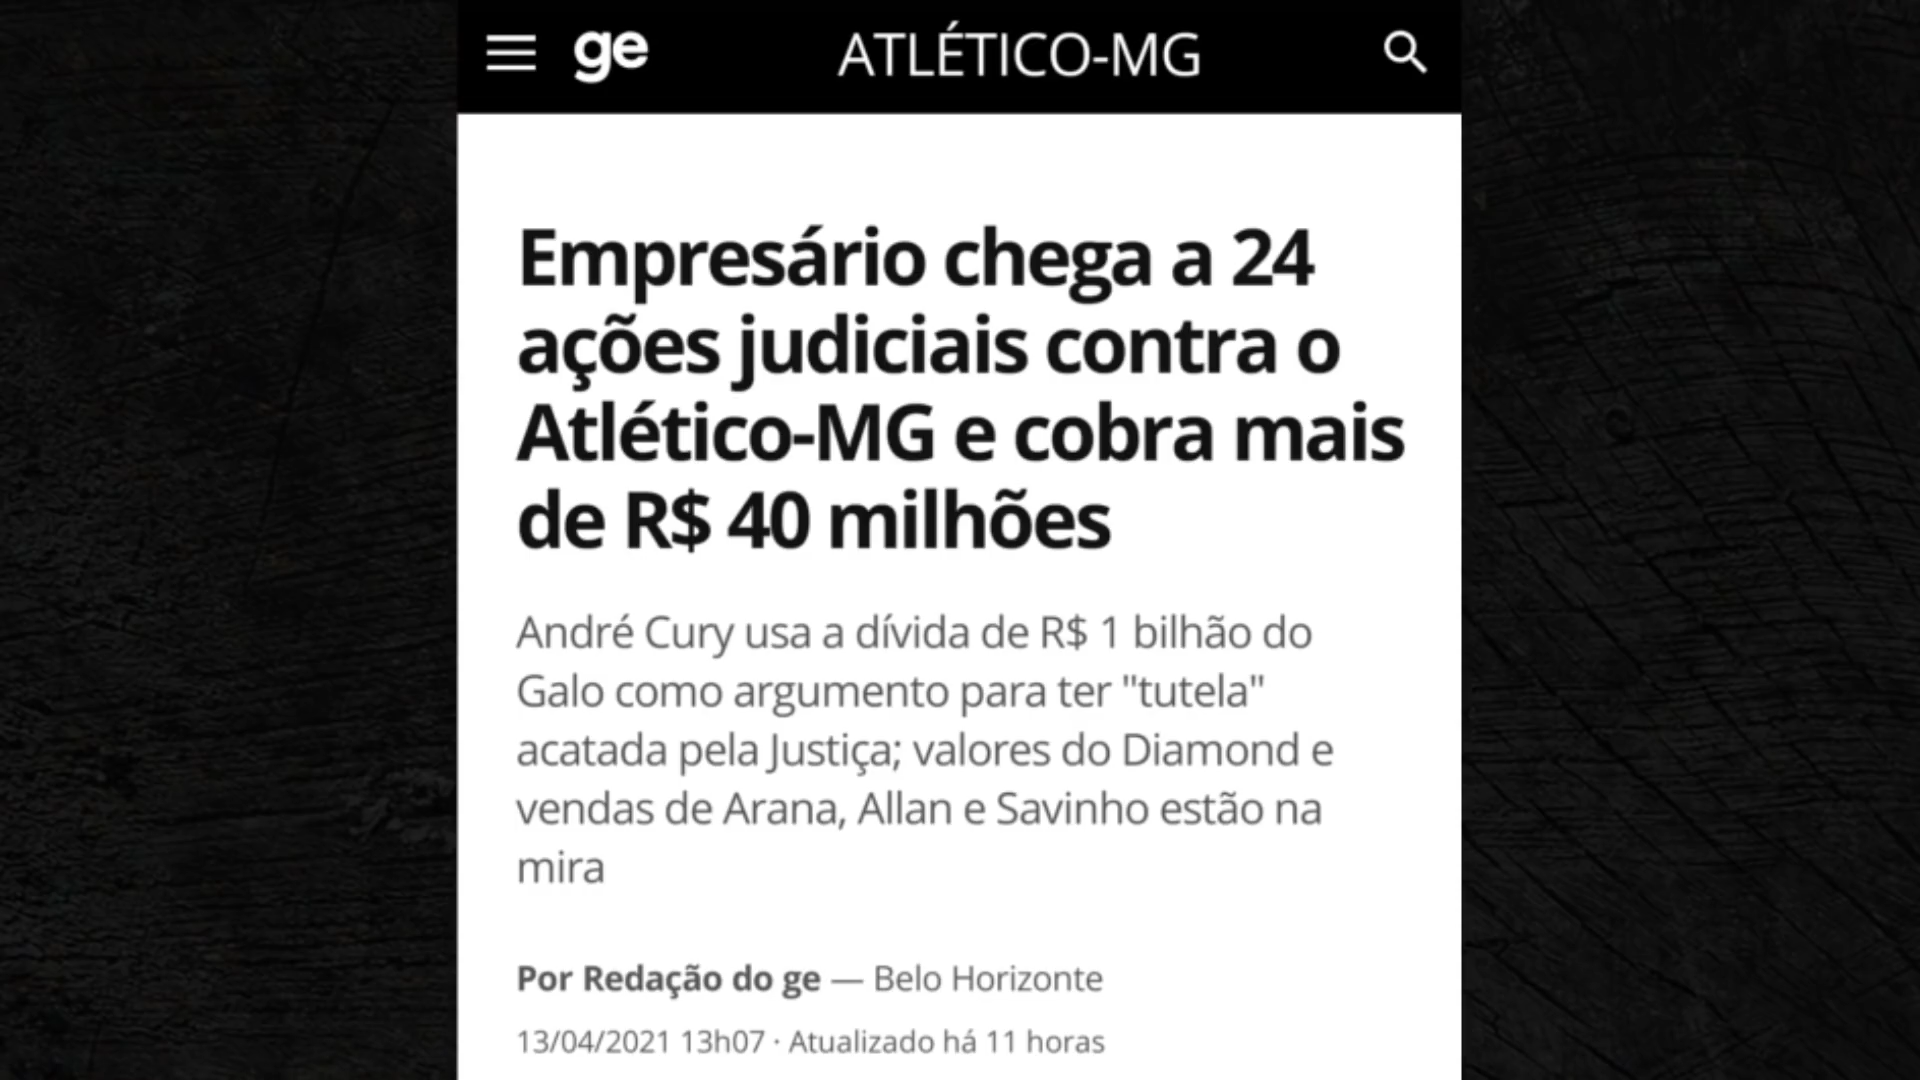 ge ATLÉTICO-MG
Empresário chega a 24
ações judiciais contra o
Atlético-MG e cobra mais
de R$ 40 milhões
André Cury usa a dívida de R$ 1 bilhão do
Galo como argumento para ter "tutela"
acatada pela Justiça; valores do Diamond e
vendas de Arana, Allan e Savinho estão na
mira
Por Redação do ge — Belo Horizonte
13/04/2021 13h07 · Atualizado há 11 horas